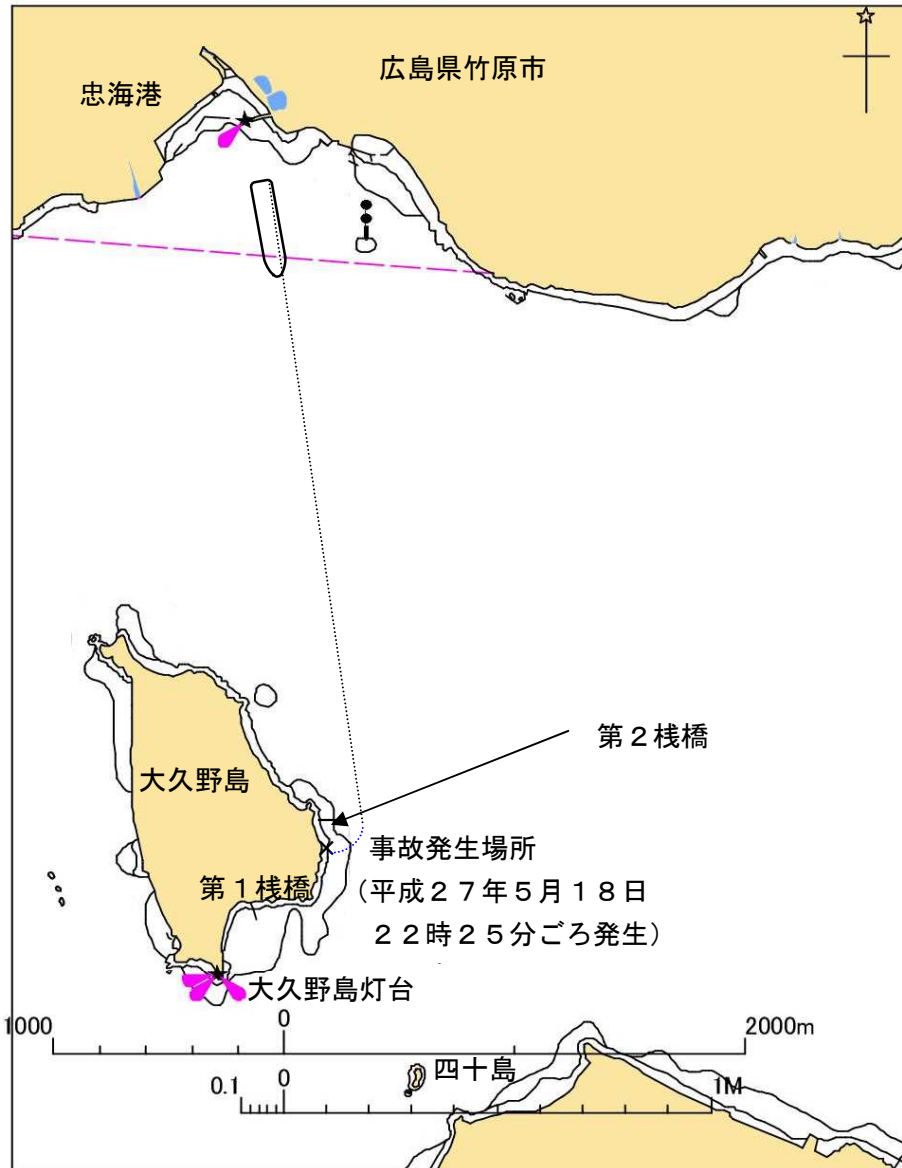 広島県竹原市
忠海港
第２桟橋
大久野島
事故発生場所
（平成２７年５月１８日
２２時２５分ごろ発生）
第１桟橋
大久野島灯台
1000
0
2000m
四十島
0.1
0
1M